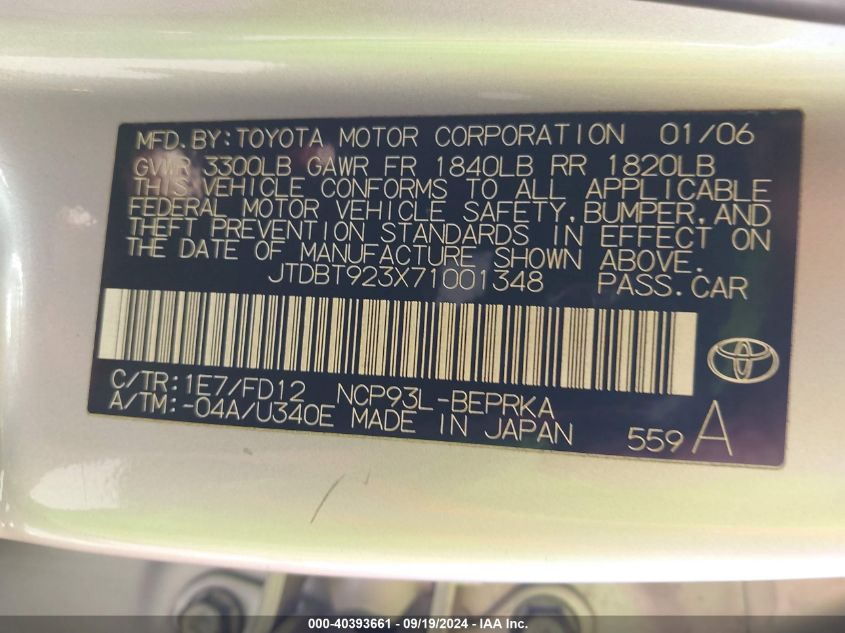 MFD.BY:TOYOTA MOTOR CORPORATION 01/06
GVWR 3300LB GAWR FR 1840LB RR 1820LB
THIS VEHICLE CONFORMS TO ALL APPLICABLE
FEDERAL MOTOR VEHICLE SAFETY,BUMPER,AND
THEFT PREVENTION STANDARDS IN EFFECT ON
THE DATE OF MANUFACTURE SHOWN ABOVE.
JTDBT923X71001348 PASS.CAR
C/TR:1E7/FD12 NCP93L-BEPRKA
A/TM:-04A/U340E MADE IN JAPAN 559 A
000-40393661 - 09/19/2024 - IAA Inc.